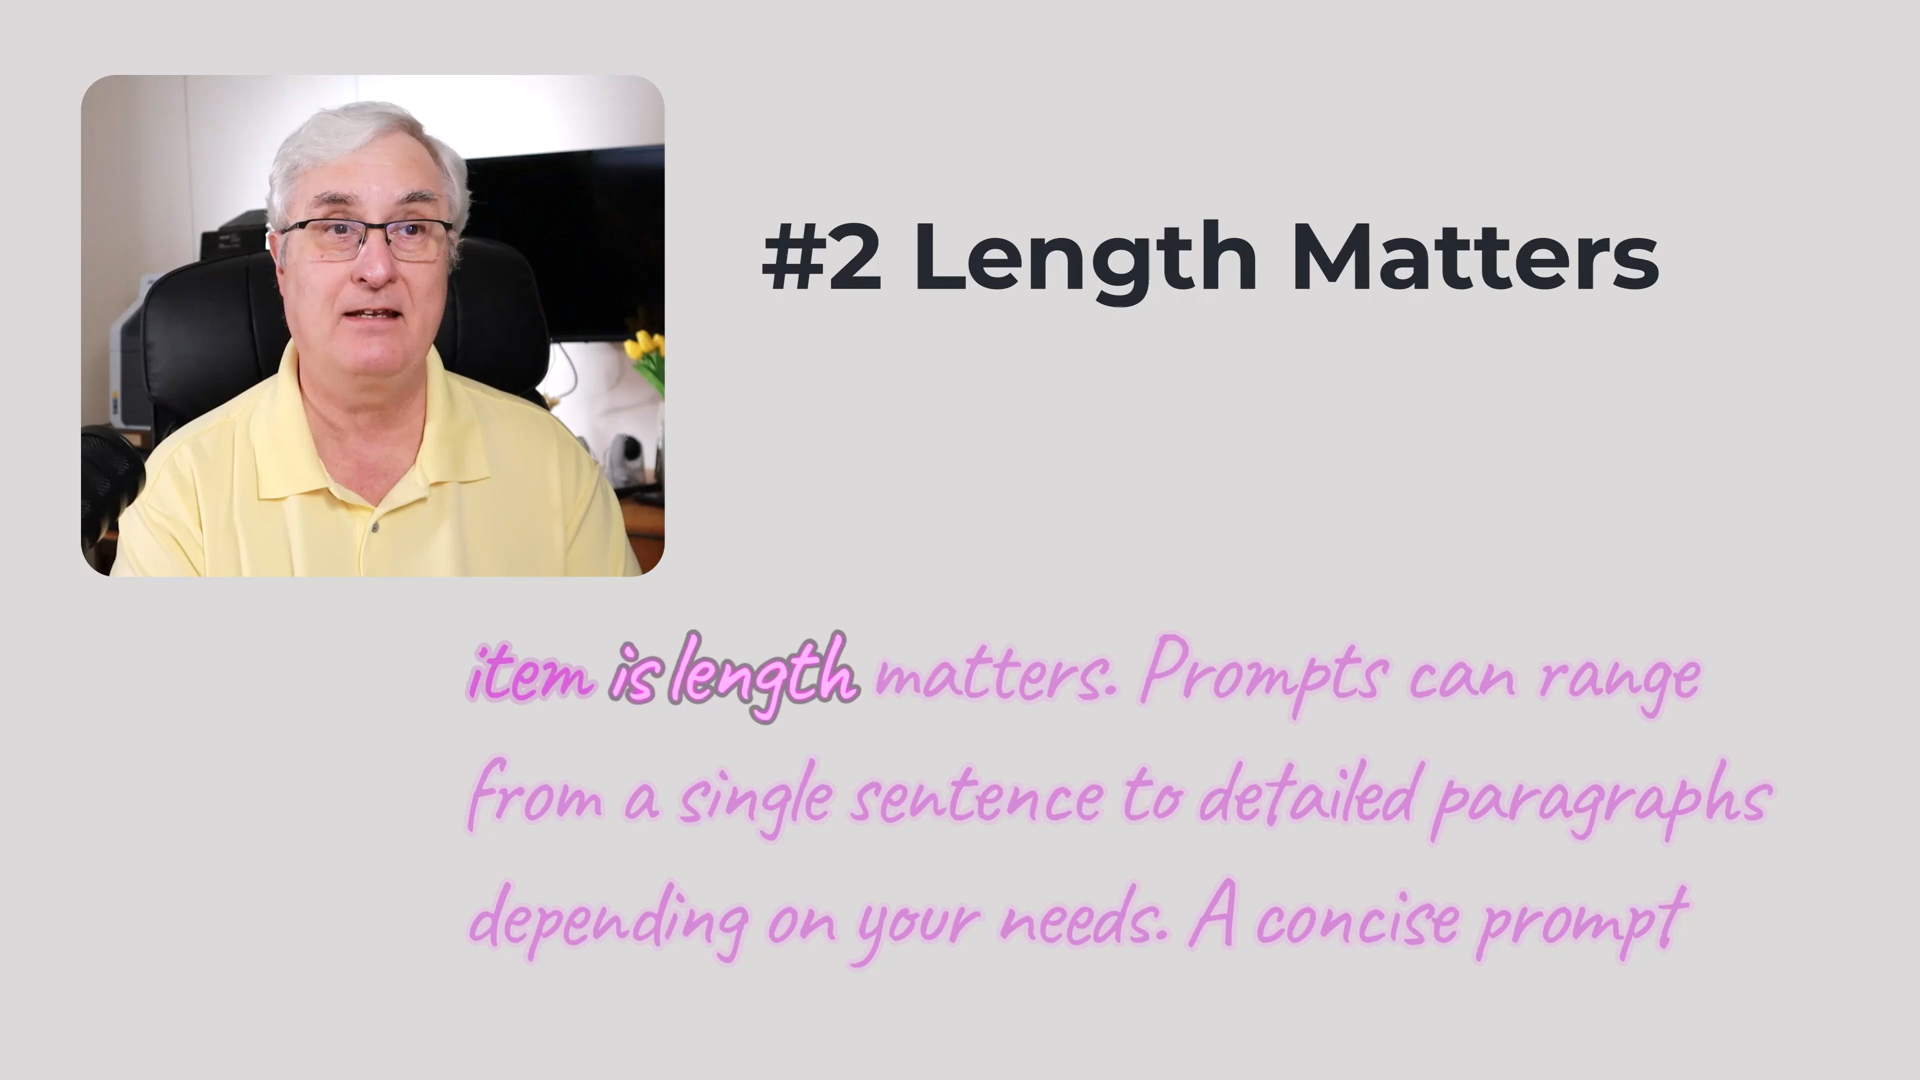 #2 Length Matters
item is length matters. Prompts can range
from a single sentence to detailed paragraphs
depending on your needs. A concise prompt